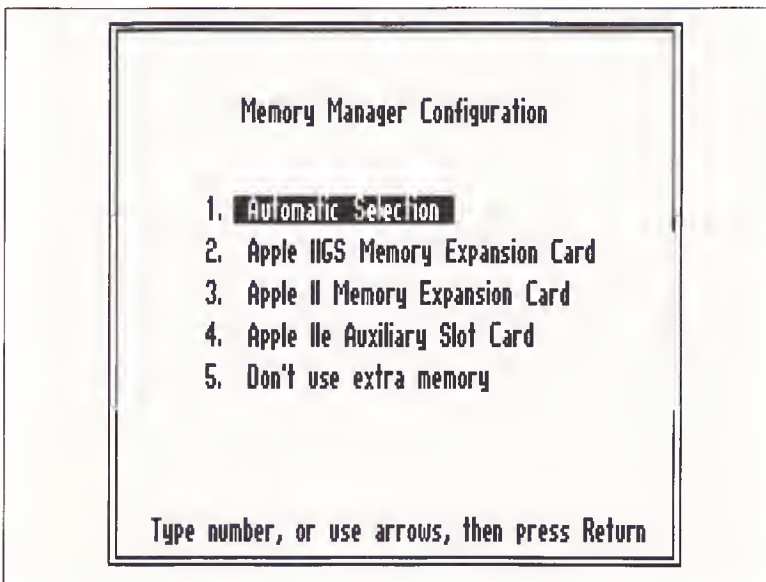 Memory Manager Configuration
1. Automatic Selection
2. Apple IIGS Memory Expansion Card
3. Apple II Memory Expansion Card
4. Apple IIe Auxiliary Slot Card
5. Don't use extra memory
Type number, or use arrows, then press Return